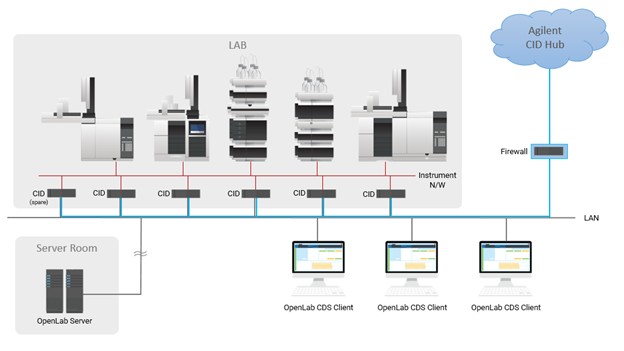 LAB
Agilent
CID Hub
Firewall
Instrument
N/W
CID
(spare)
CID
CID
CID
CID
CID
LAN
Server Room
OpenLab Server
OpenLab CDS Client
OpenLab CDS Client
OpenLab CDS Client